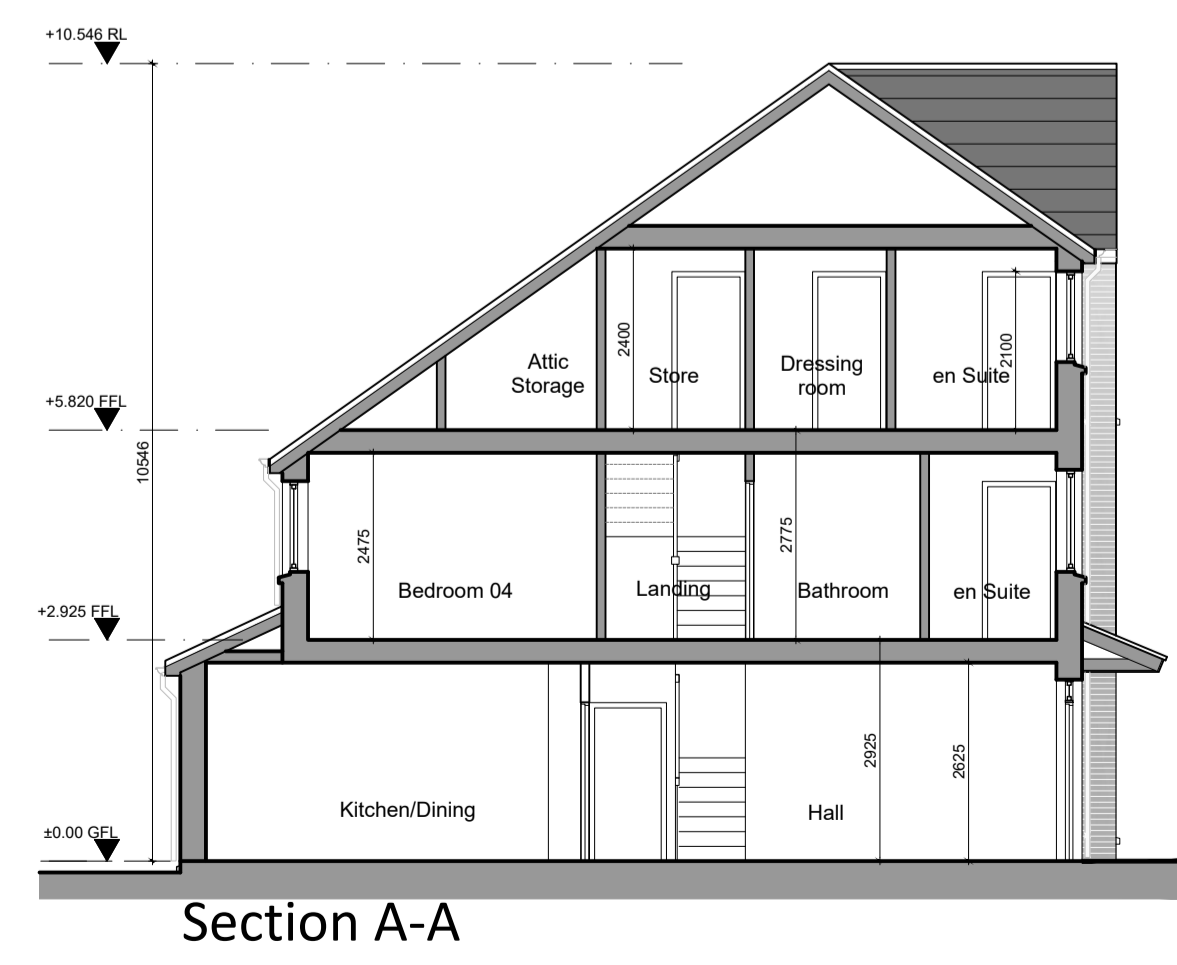 +10.546 RL
Attic
Storage
2400
Store
Dressing
room
en Suite
2100
+5.820 FFL
10546
2475
Bedroom 04
Landing
2775
Bathroom
en Suite
+2.925 FFL
2925
2625
Kitchen/Dining
Hall
±0.00 GFL
Section A-A